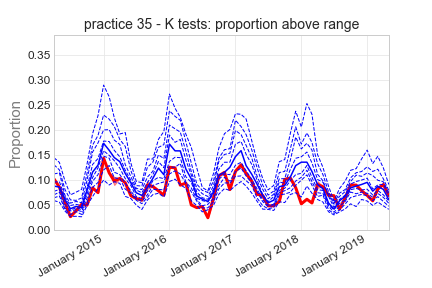 practice 35 - K tests: proportion above range
Proportion
0.35
0.30
0.25
0.20
0.15
0.10
0.05
0.00
January 2015
January 2016
January 2017
January 2018
January 2019